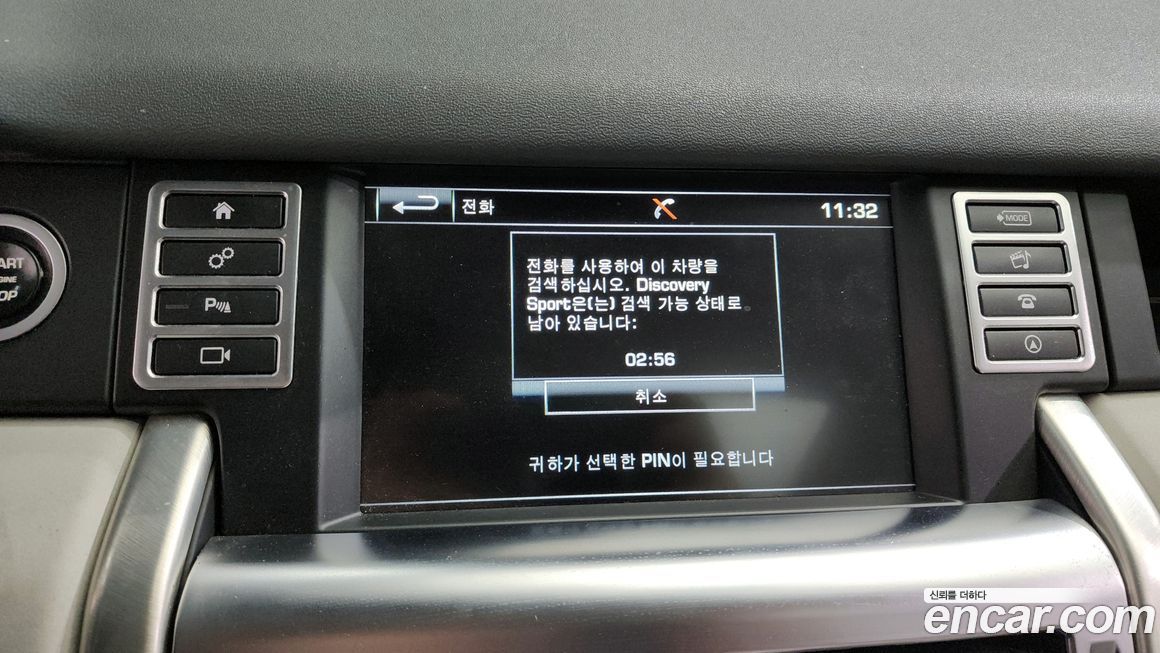 전화
11:32
전화를 사용하여 이 차량을
검색하십시오. Discovery
Sport은(는) 검색 가능 상태로
남아 있습니다:
02:56
취소
귀하가 선택한 PIN이 필요합니다
MODE
P
신뢰를 더하다
encar.com